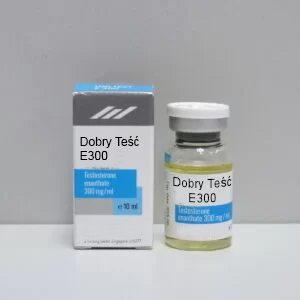 Dobry Teść
E300
Testosterone
enanthate
300 mg/ml
10 ml
Dobry Teść
E300
Testosterone
enanthate 300 mg/ml